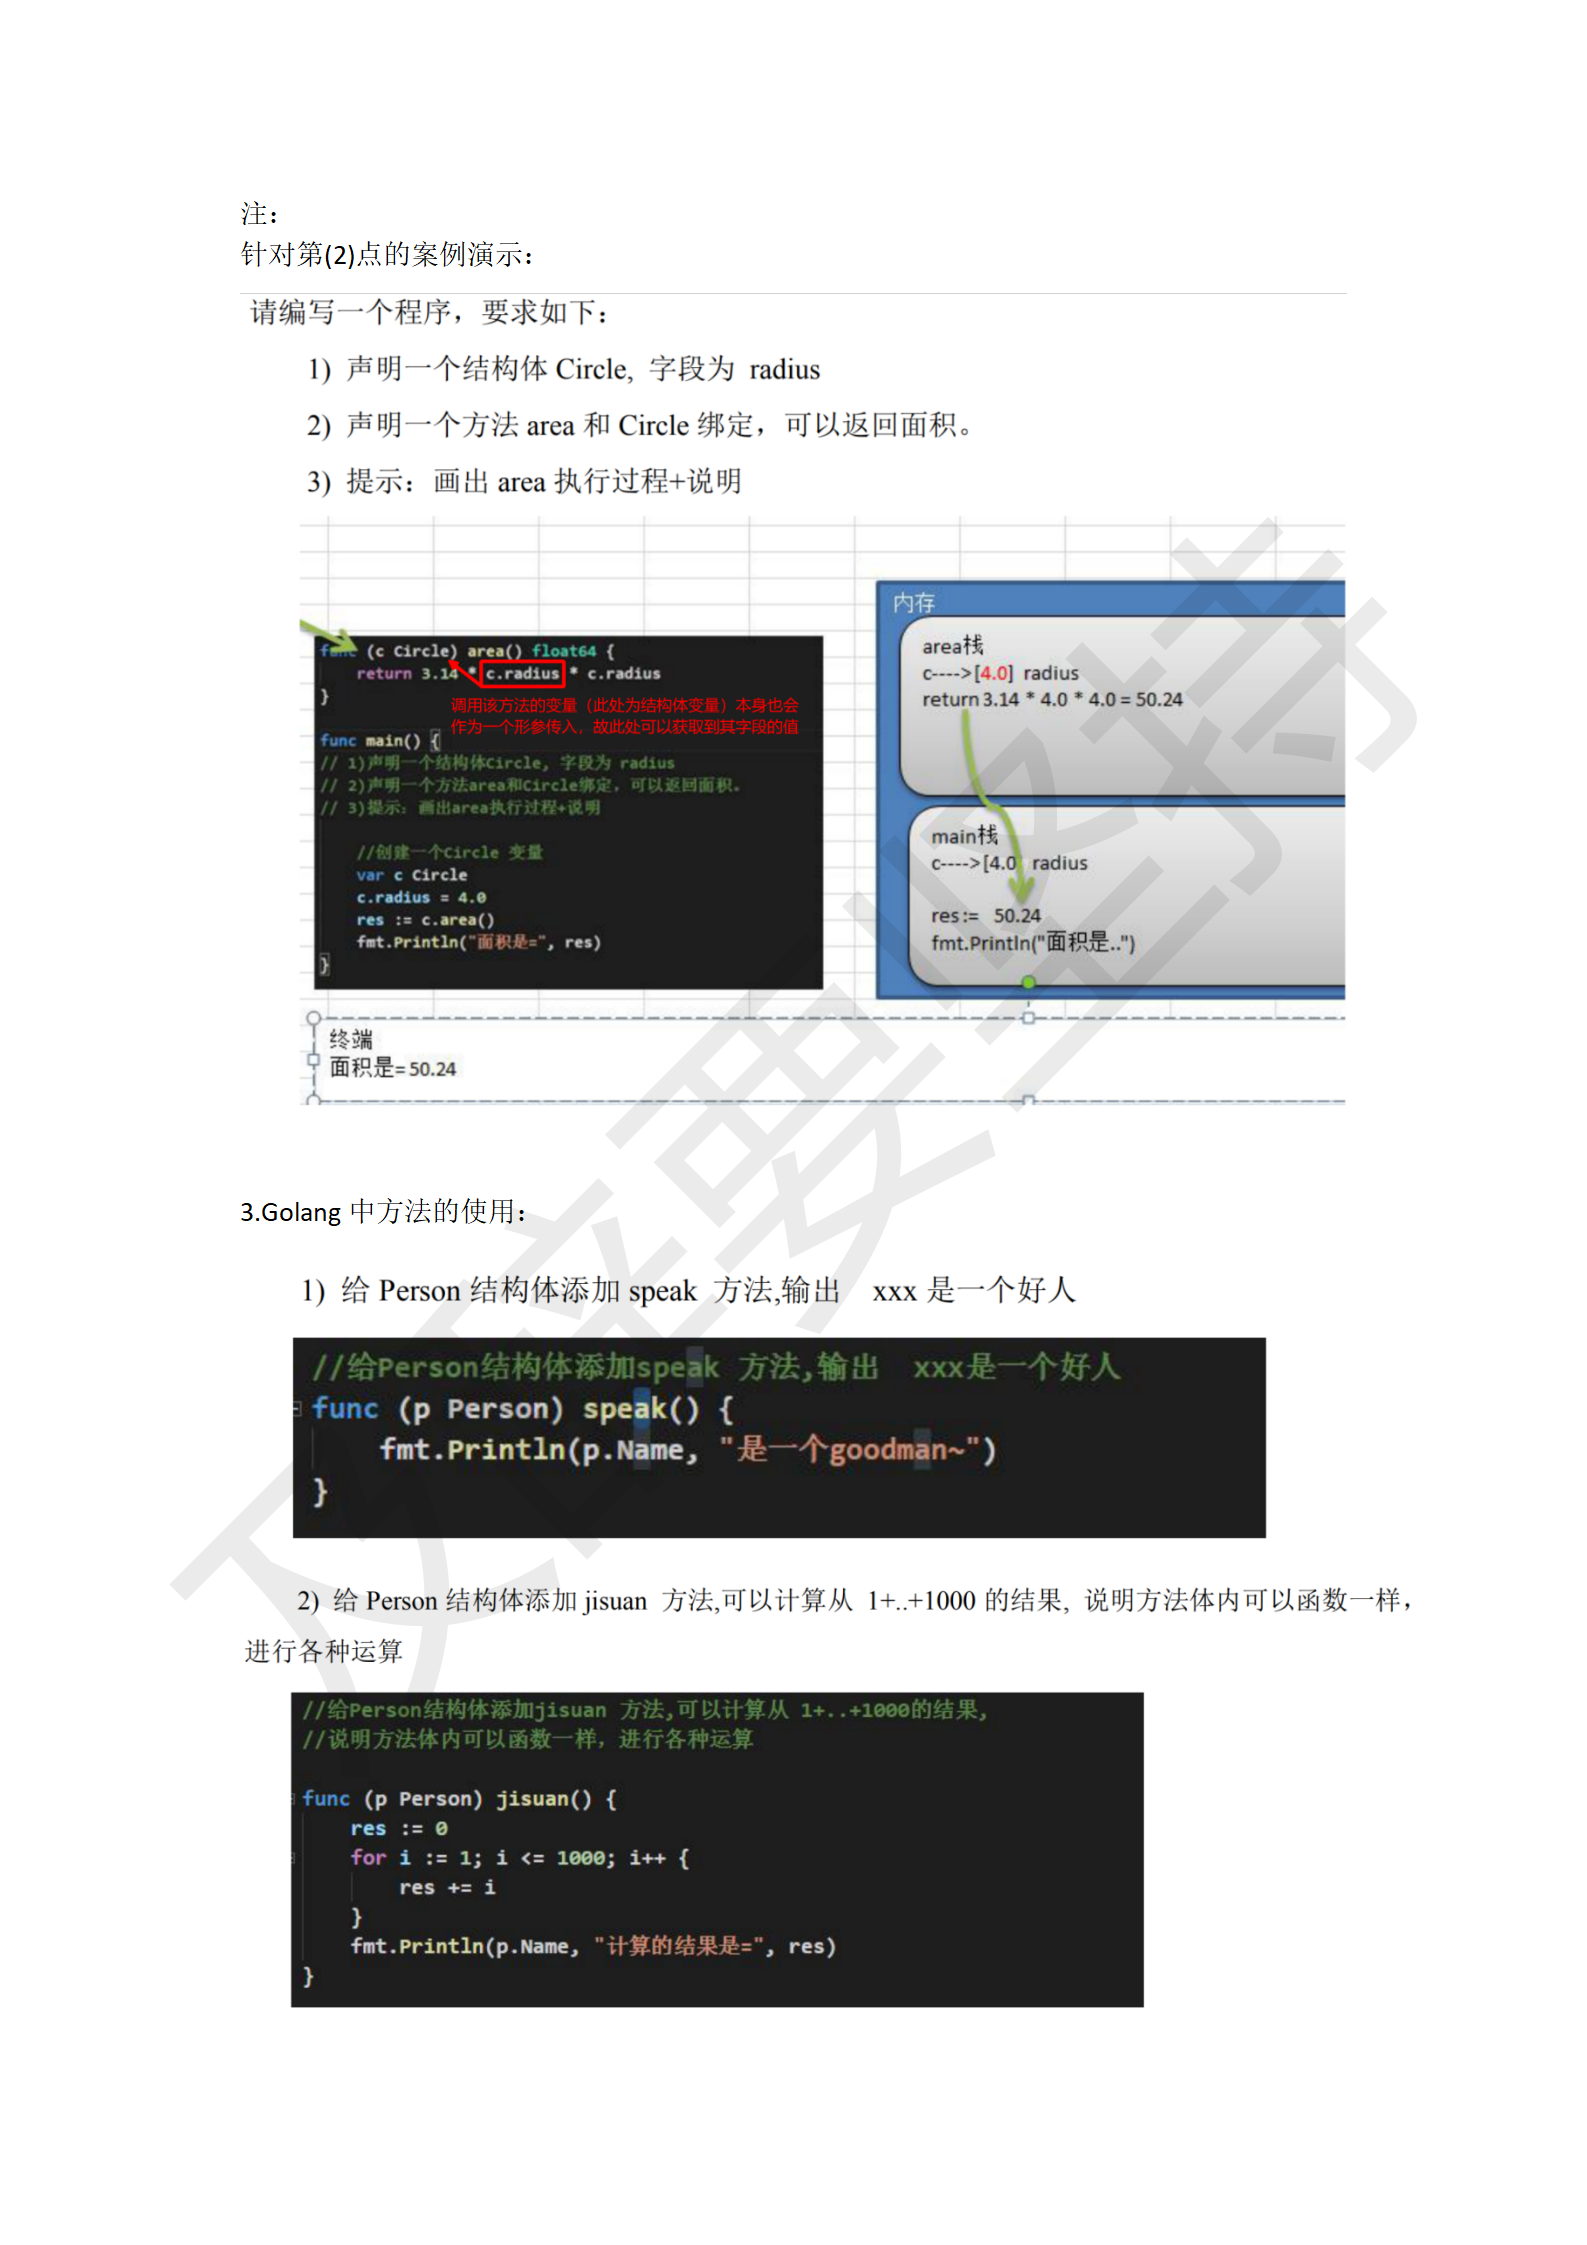 注：
针对第(2)点的案例演示：
请编写一个程序，要求如下：
1) 声明一个结构体 Circle, 字段为 radius
2) 声明一个方法 area 和 Circle 绑定，可以返回面积。
3) 提示：画出 area 执行过程+说明
func (c Circle) area() float64 {
return 3.14 * c.radius * c.radius
}
调用该方法的变量（此处为结构体变量）本身也会
作为一个形参传入，故此处可以获取到其字段的值
func main() {
// 1)声明一个结构体Circle, 字段为 radius
// 2)声明一个方法area和Circle绑定，可以返回面积。
// 3)提示：画出area执行过程+说明
//创建一个Circle 变量
var c Circle
c.radius = 4.0
res := c.area()
fmt.Println("面积是=", res)
}
内存
area栈
c---->[4.0] radius
return 3.14 * 4.0 * 4.0 = 50.24
main栈
c---->[4.0 radius
res:= 50.24
fmt.Println("面积是..")
终端
面积是= 50.24
3.Golang 中方法的使用：
1) 给 Person 结构体添加 speak 方法,输出 xxx 是一个好人
//给Person结构体添加speak 方法,输出 xxx是一个好人
func (p Person) speak() {
fmt.Println(p.Name, "是一个goodman~")
}
2) 给 Person 结构体添加 jisuan 方法,可以计算从 1+..+1000 的结果, 说明方法体内可以函数一样，
进行各种运算
//给Person结构体添加jisuan 方法,可以计算从 1+..+1000的结果,
//说明方法体内可以函数一样，进行各种运算
func (p Person) jisuan() {
res := 0
for i := 1; i <= 1000; i++ {
res += i
}
fmt.Println(p.Name, "计算的结果是=", res)
}